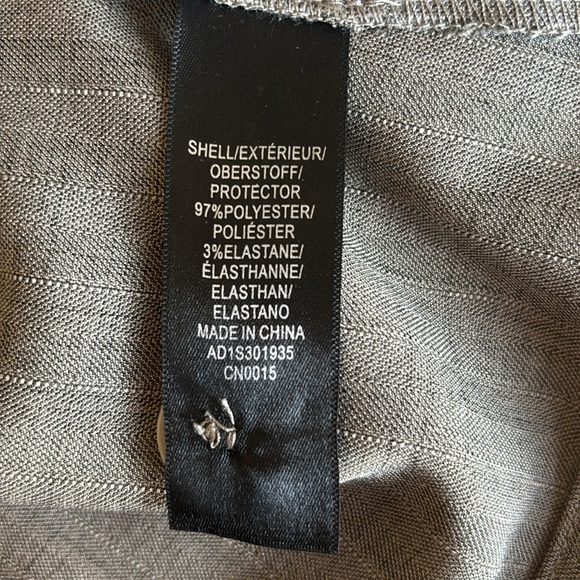 SHELL/EXTÉRIEUR/
OBERSTOFF/
PROTECTOR
97%POLYESTER/
POLIÉSTER
3%ELASTANE/
ÉLASTHANNE/
ELASTHAN/
ELASTANO
MADE IN CHINA
AD1S301935
CN0015